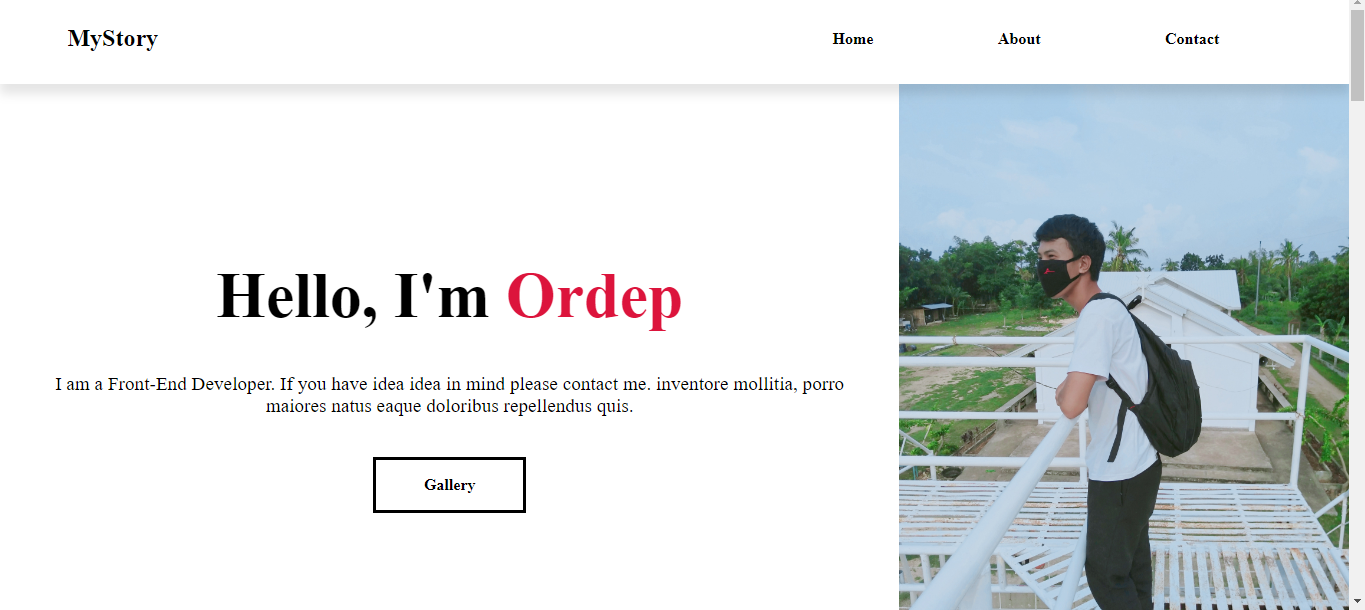 MyStory
Home
About
Contact
Hello, I'm Ordep
I am a Front-End Developer. If you have idea idea in mind please contact me. inventore mollitia, porro
maiores natus eaque doloribus repellendus quis.
Gallery